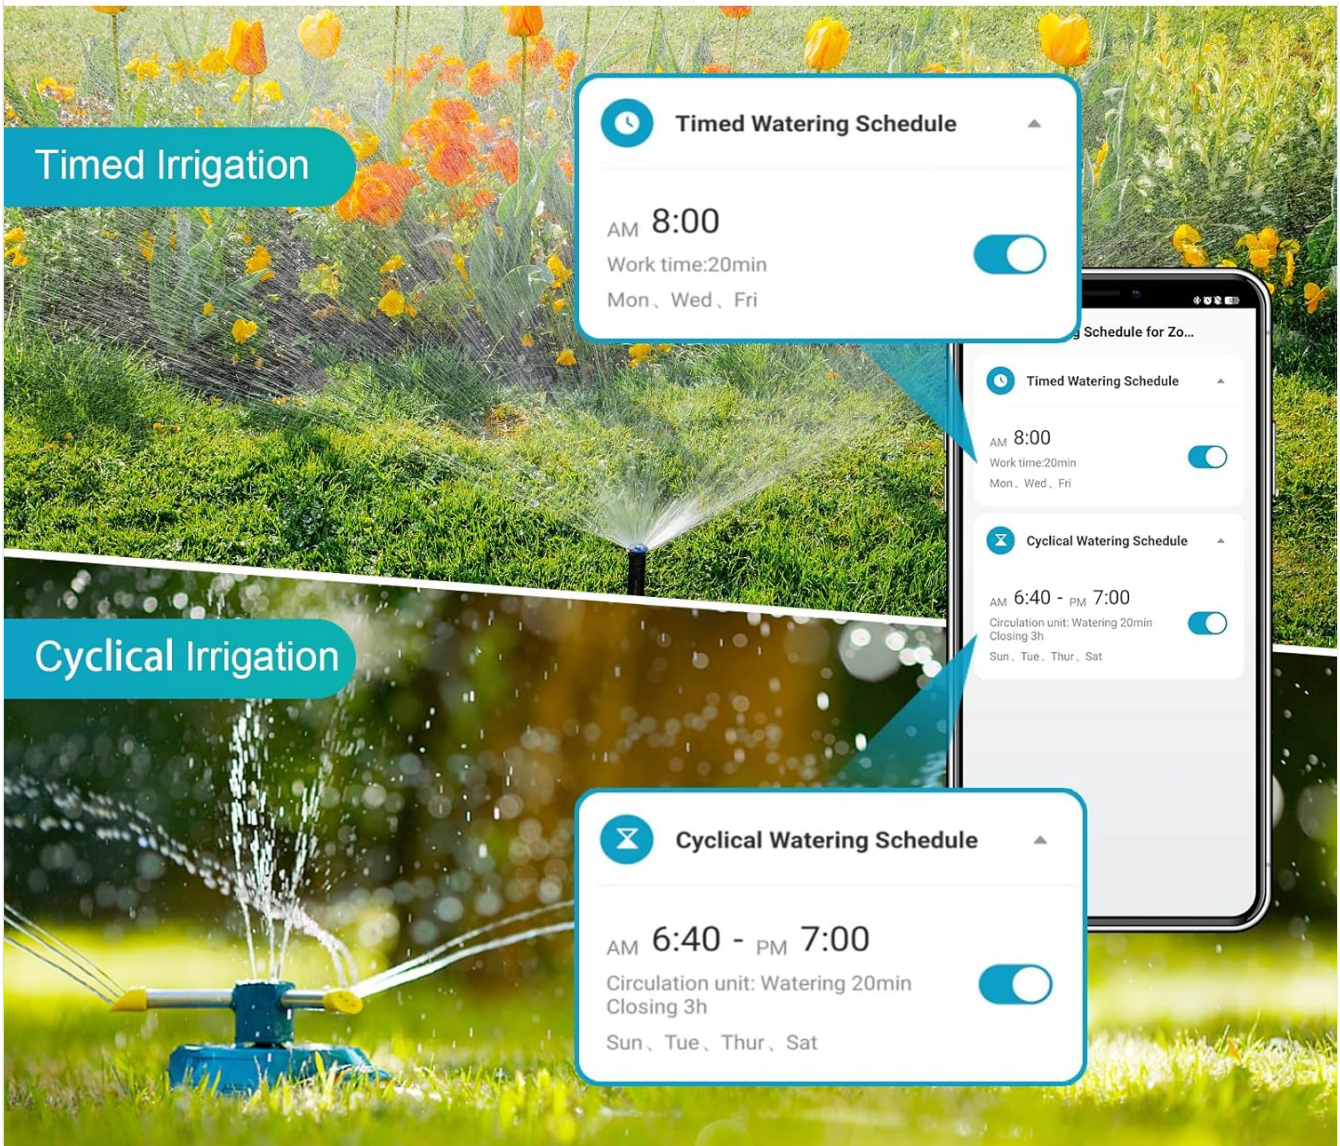 Timed Irrigation
Timed Watering Schedule
AM 8:00
Work time:20min
Mon、Wed、Fri
Schedule for Zo...
Timed Watering Schedule
AM 8:00
Work time:20min
Mon、Wed、Fri
Cyclical Watering Schedule
AM 6:40 - PM 7:00
Circulation unit: Watering 20min
Closing 3h
Sun、Tue、Thur、Sat
Cyclical Irrigation
Cyclical Watering Schedule
AM 6:40 - PM 7:00
Circulation unit: Watering 20min
Closing 3h
Sun、Tue、Thur、Sat